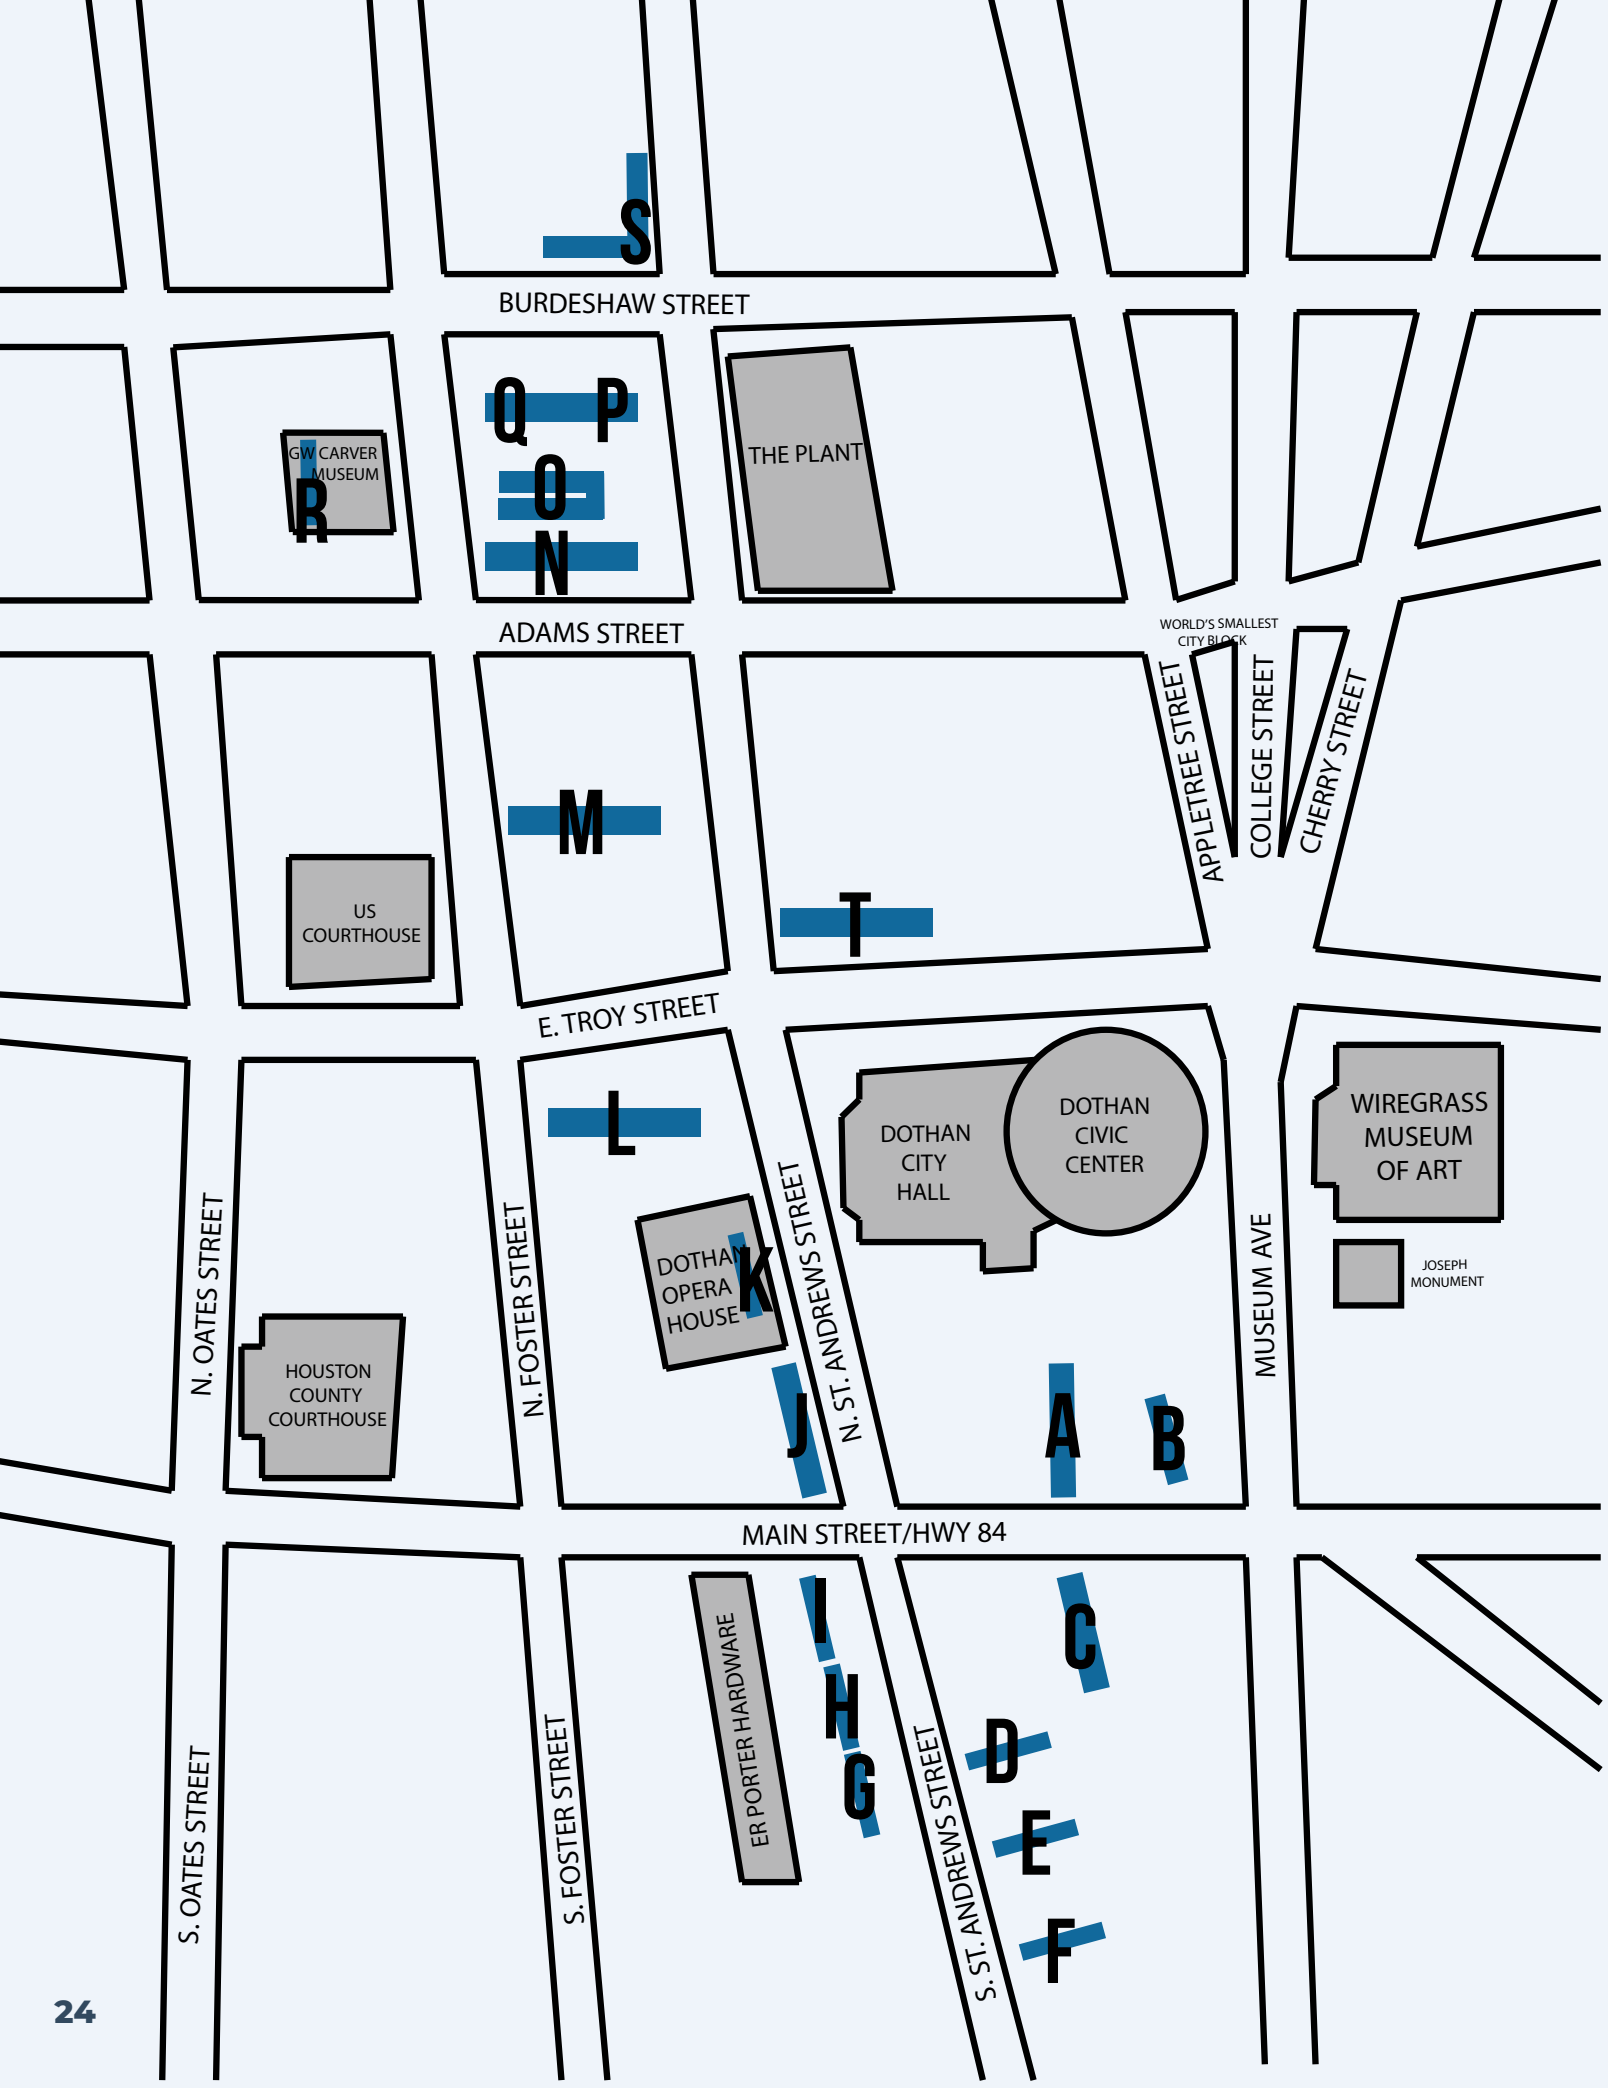 S
BURDESHAW STREET
Q P
THE PLANT
GW CARVER
MUSEUM
O
R
N
WORLD'S SMALLEST
CITY BLOCK
ADAMS STREET
APPLETREE STREET
COLLEGE STREET
CHERRY STREET
M
US
COURTHOUSE
T
E. TROY STREET
L
DOTHAN
CITY
HALL
DOTHAN
CIVIC
CENTER
WIREGRASS
MUSEUM
OF ART
N. OATES STREET
N. FOSTER STREET
DOTHAN
OPERA
HOUSE
K
N. ST. ANDREWS STREET
MUSEUM AVE
JOSEPH
MONUMENT
HOUSTON
COUNTY
COURTHOUSE
J
A
B
MAIN STREET/HWY 84
I
C
H
ER PORTER HARDWARE
G
D
E
F
S. OATES STREET
S. FOSTER STREET
S. ST. ANDREWS STREET
24